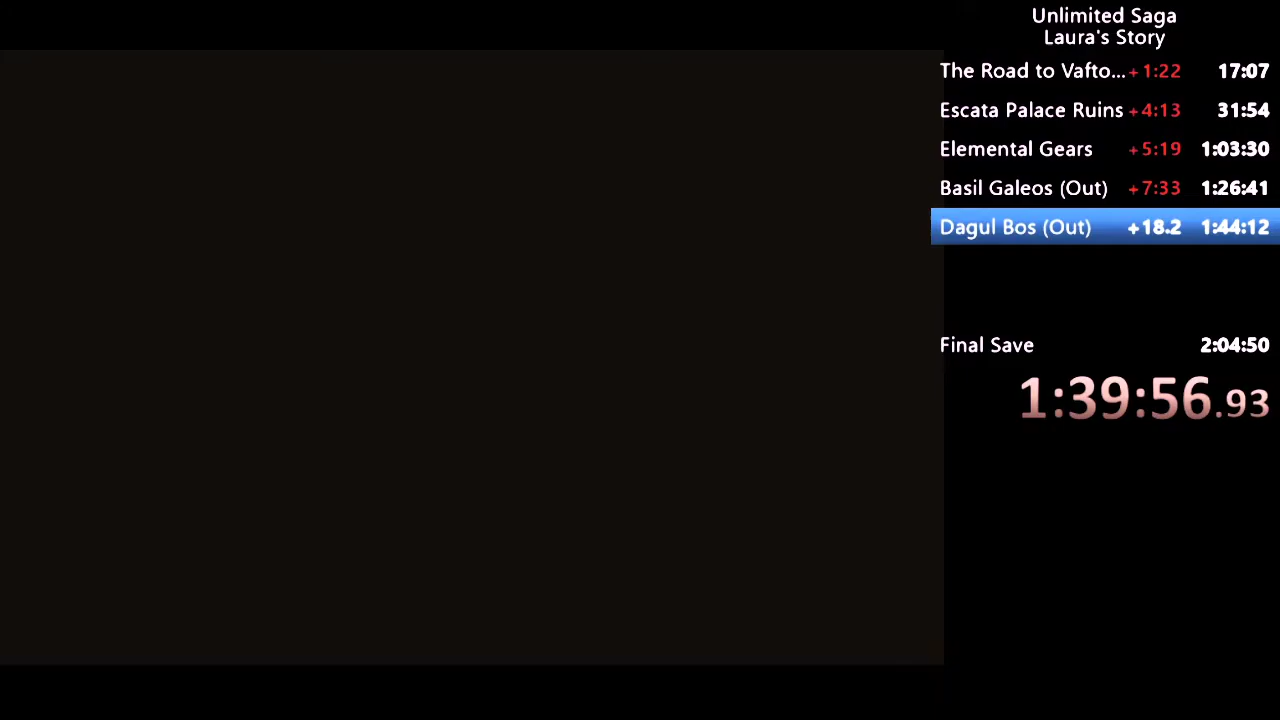 Unlimited Saga
Laura's Story
The Road to Vafto... +1:22 17:07
Escata Palace Ruins +4:13 31:54
Elemental Gears +5:19 1:03:30
Basil Galeos (Out) +7:33 1:26:41
Dagul Bos (Out) +18.2 1:44:12
Final Save 2:04:50
1:39:56.93